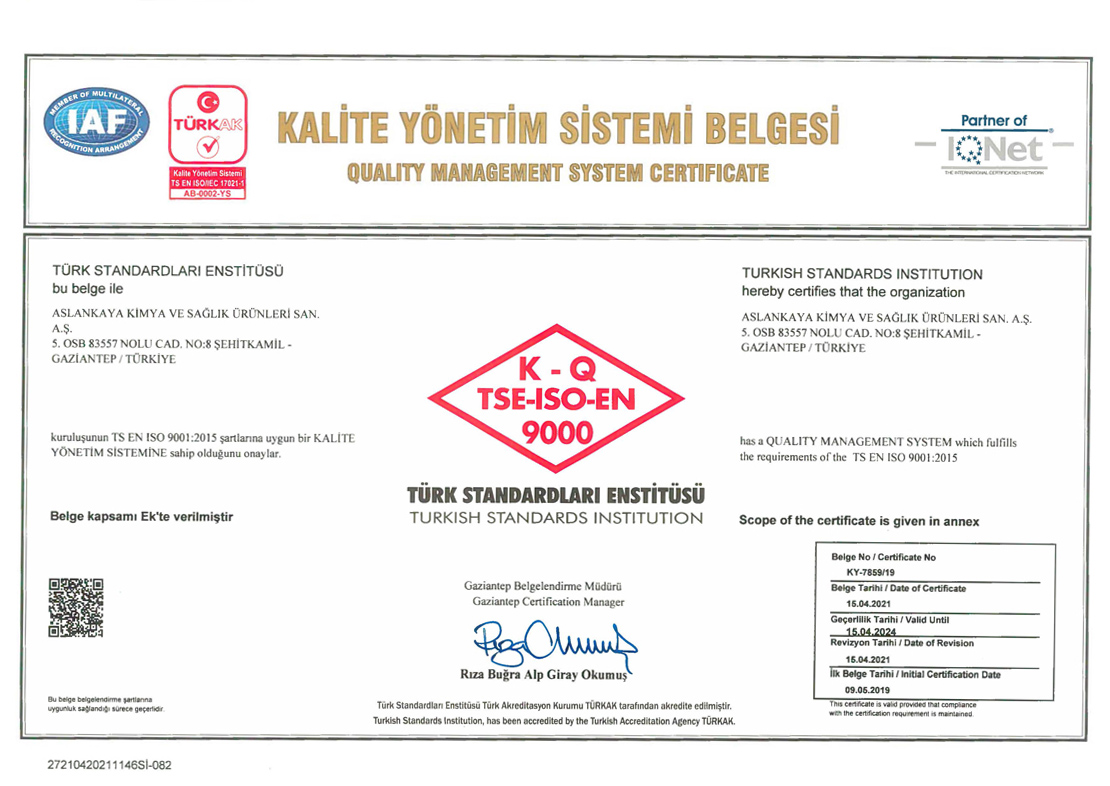 MEMBER OF MULTILATERAL
IAF
RECOGNITION ARRANGEMENT
TÜRKAK
Kalite Yönetim Sistemi
TS EN ISO/IEC 17021-1
AB-0002-YS
KALİTE YÖNETİM SİSTEMİ BELGESİ
QUALITY MANAGEMENT SYSTEM CERTIFICATE
Partner of
IQNet
THE INTERNATIONAL CERTIFICATION NETWORK
TÜRK STANDARDLARI ENSTİTÜSÜ
bu belge ile
ASLANKAYA KİMYA VE SAĞLIK ÜRÜNLERİ SAN.
A.Ş.
5. OSB 83557 NOLU CAD. NO:8 ŞEHİTKAMİL -
GAZİANTEP / TÜRKİYE
kuruluşunun TS EN ISO 9001:2015 şartlarına uygun bir KALİTE
YÖNETİM SİSTEMİNE sahip olduğunu onaylar.
Belge kapsamı Ek'te verilmiştir
K - Q
TSE-ISO-EN
9000
TÜRK STANDARDLARI ENSTİTÜSÜ
TURKISH STANDARDS INSTITUTION
TURKISH STANDARDS INSTITUTION
hereby certifies that the organization
ASLANKAYA KİMYA VE SAĞLIK ÜRÜNLERİ SAN. A.Ş.
5. OSB 83557 NOLU CAD. NO:8 ŞEHİTKAMİL -
GAZİANTEP / TÜRKİYE
has a QUALITY MANAGEMENT SYSTEM which fulfills
the requirements of the TS EN ISO 9001:2015
Scope of the certificate is given in annex
Gaziantep Belgelendirme Müdürü
Gaziantep Certification Manager
Rıza Buğra Alp Giray Okumuş
Belge No / Certificate No
KY-7859/19
Belge Tarihi / Date of Certificate
15.04.2021
Geçerlilik Tarihi / Valid Until
15.04.2024
Revizyon Tarihi / Date of Revision
15.04.2021
İlk Belge Tarihi / Initial Certification Date
09.05.2019
This certificate is valid provided that compliance
with the certification requirement is maintained.
Bu belge belgelendirme şartlarına
uygunluk sağlandığı sürece geçerlidir.
Türk Standardları Enstitüsü Türk Akreditasyon Kurumu TÜRKAK tarafından akredite edilmiştir.
Turkish Standards Institution, has been accredited by the Turkish Accreditation Agency TÜRKAK.
27210420211146Sİ-082